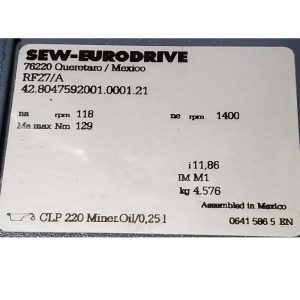 SEW-EURODRIVE
76220 Queretaro / Mexico
RF27/A
42.8047592001.0001.21
na rpm 118 ne rpm 1400
Ma max Nm 129
i 11,86
IM M1
kg 4.576
Assembled in Mexico
CLP 220 Miner.Oil/0,25 l 0641 586 5 EN